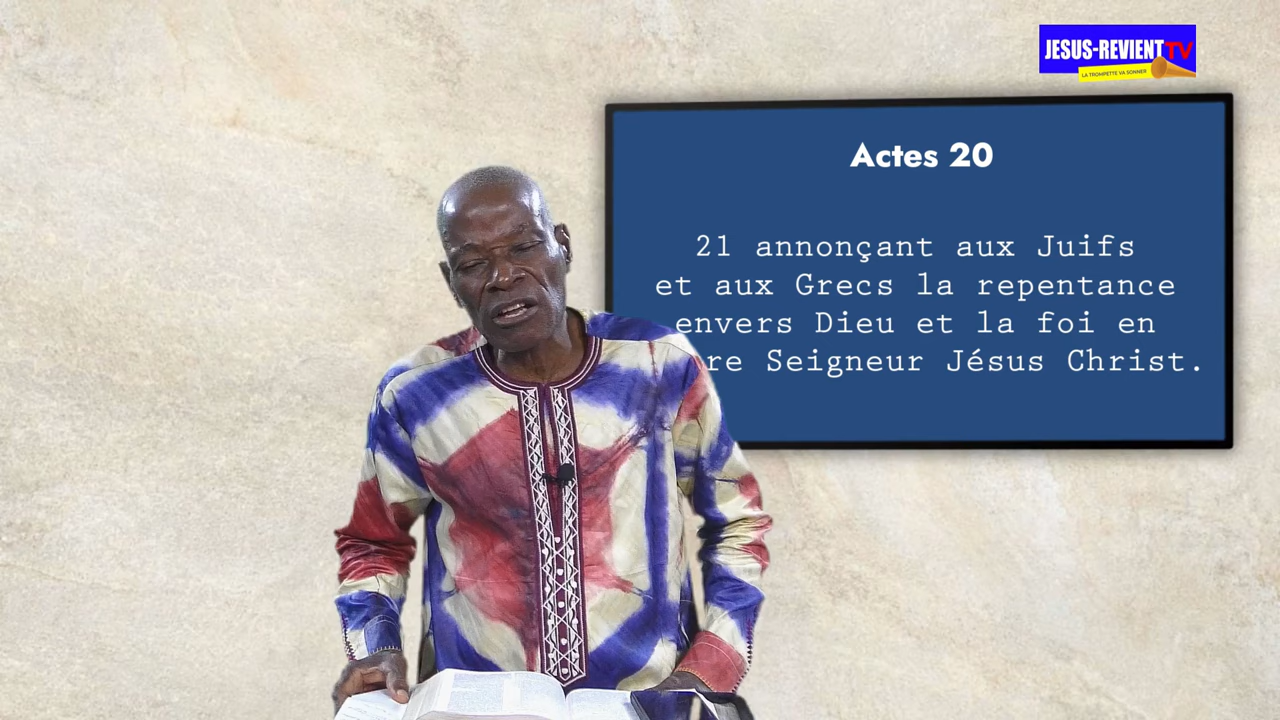 JESUS-REVIENT TV
LA TROMPETTE VA SONNER
Actes 20
21 annonçant aux Juifs
et aux Grecs la repentance
envers Dieu et la foi en
re Seigneur Jésus Christ.